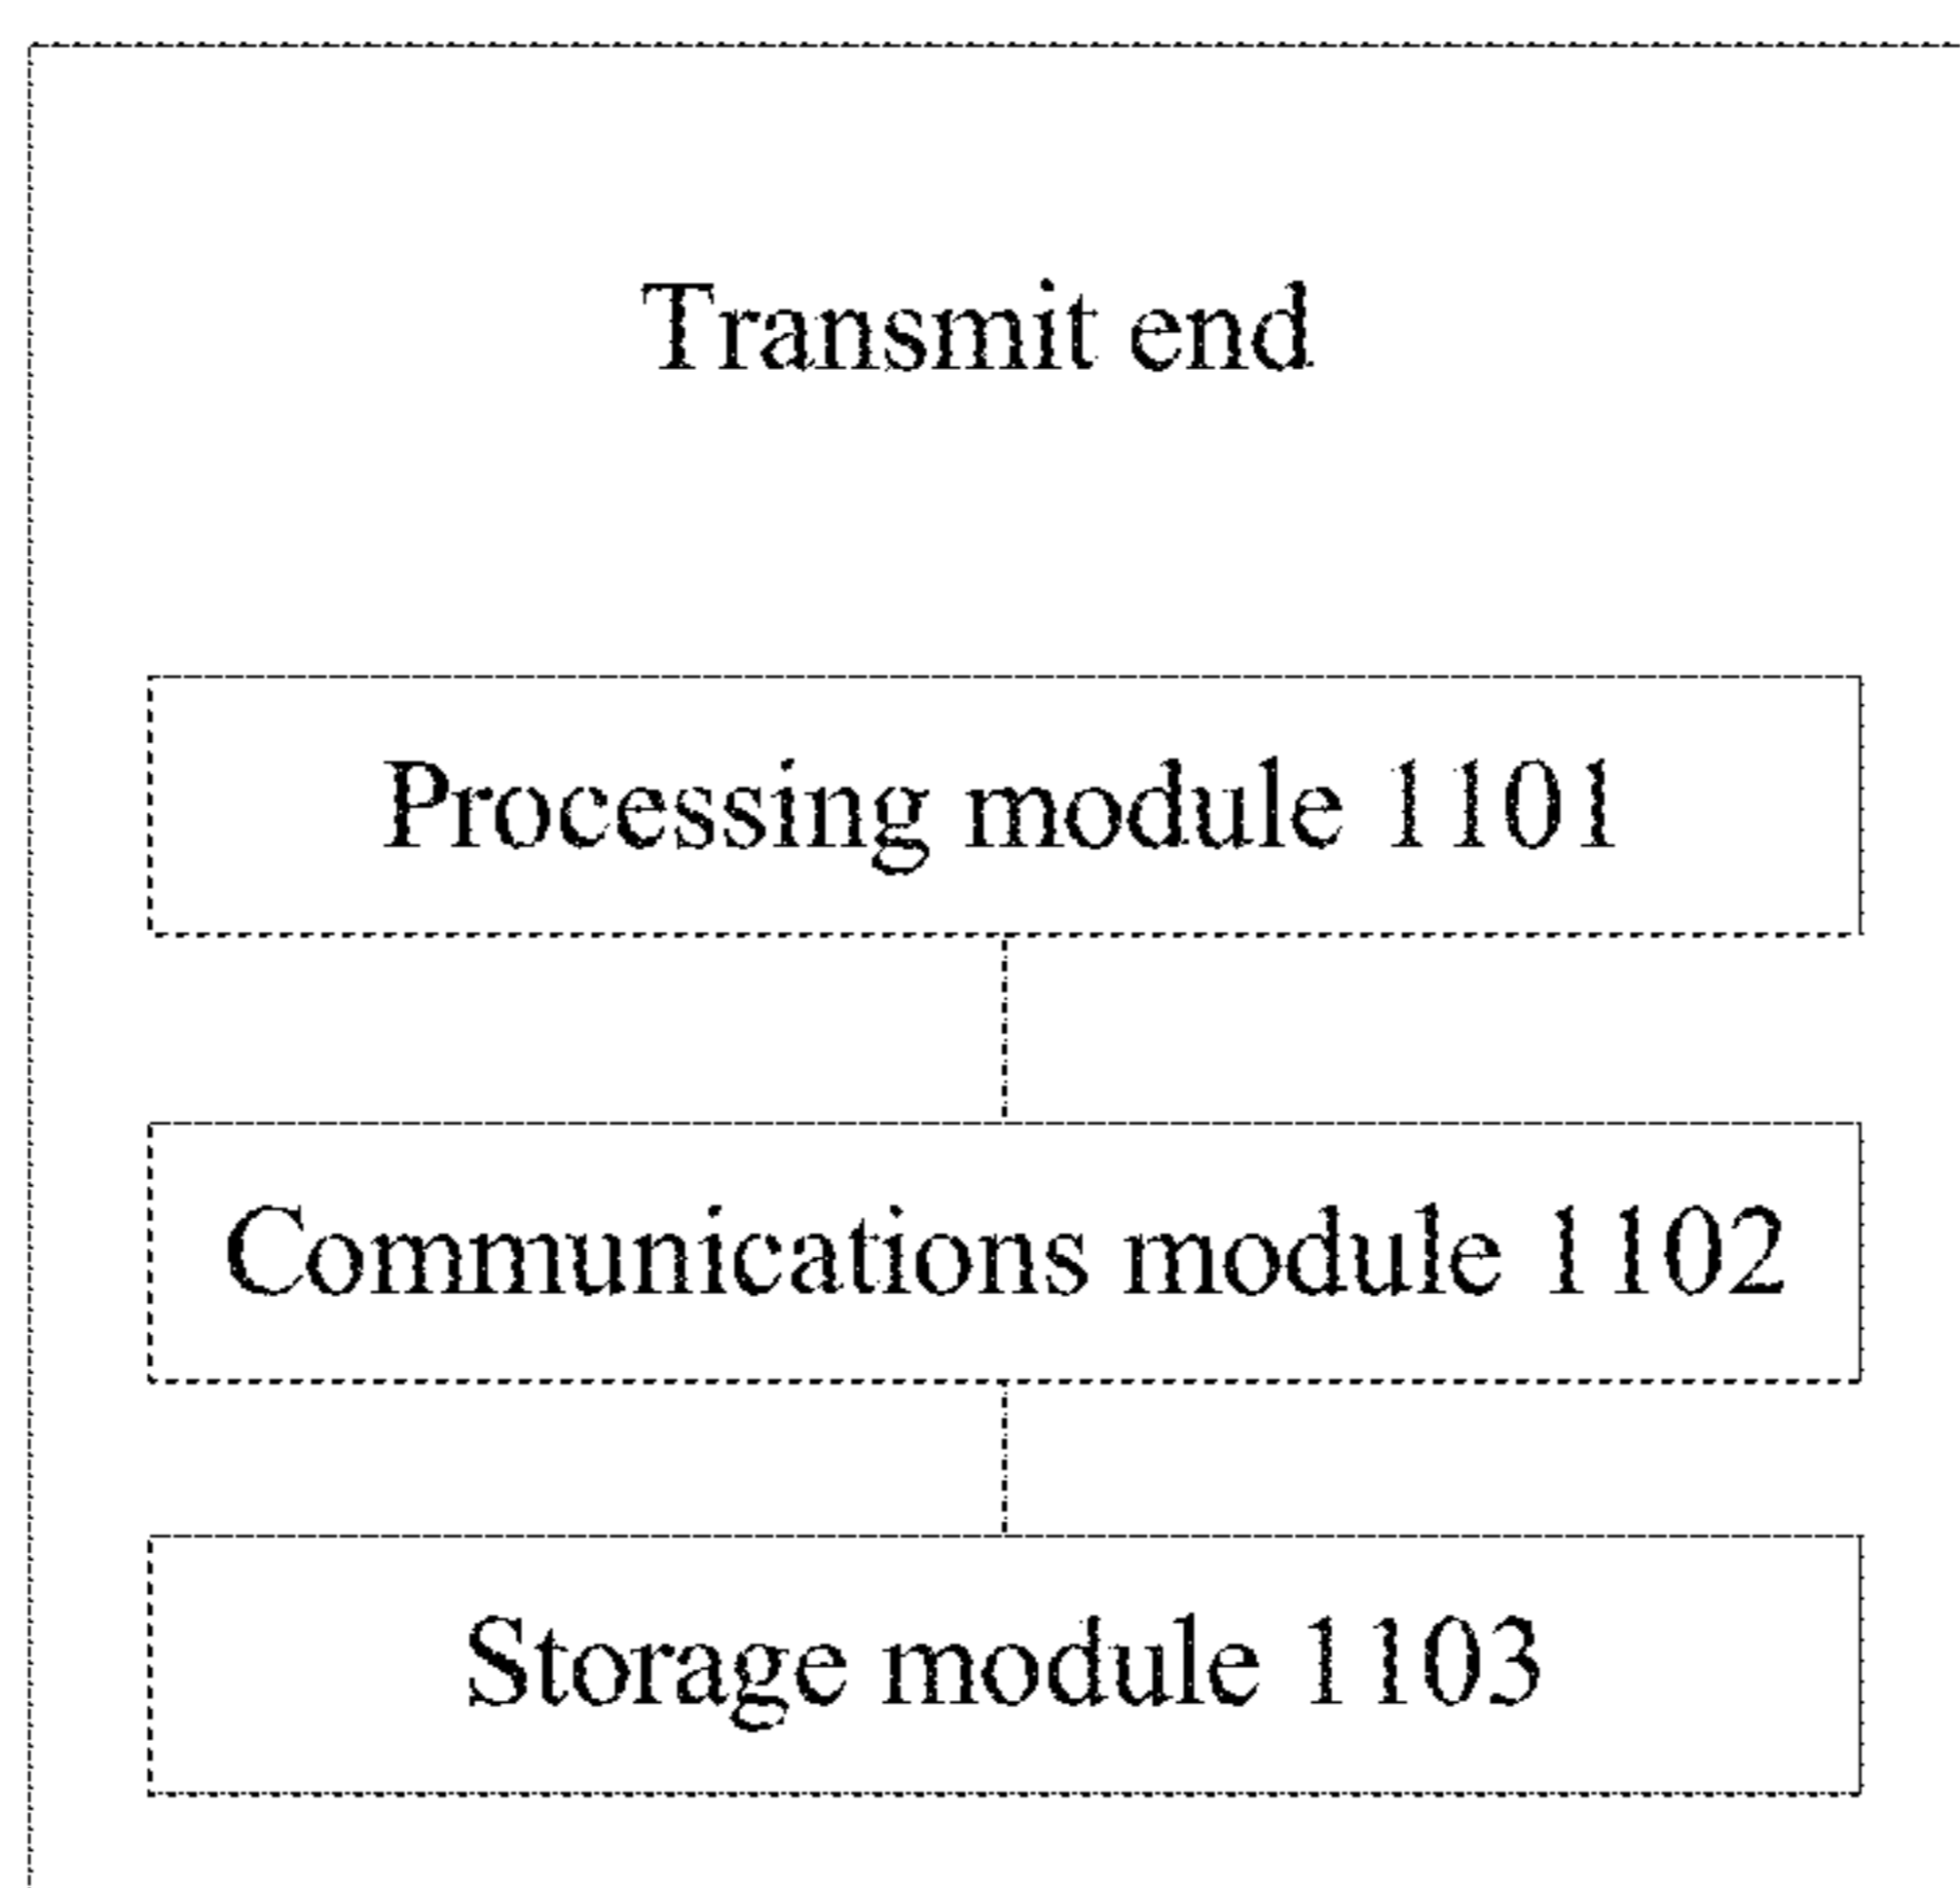 Transmit end
Processing module 1101
Communications module 1102
Storage module 1103